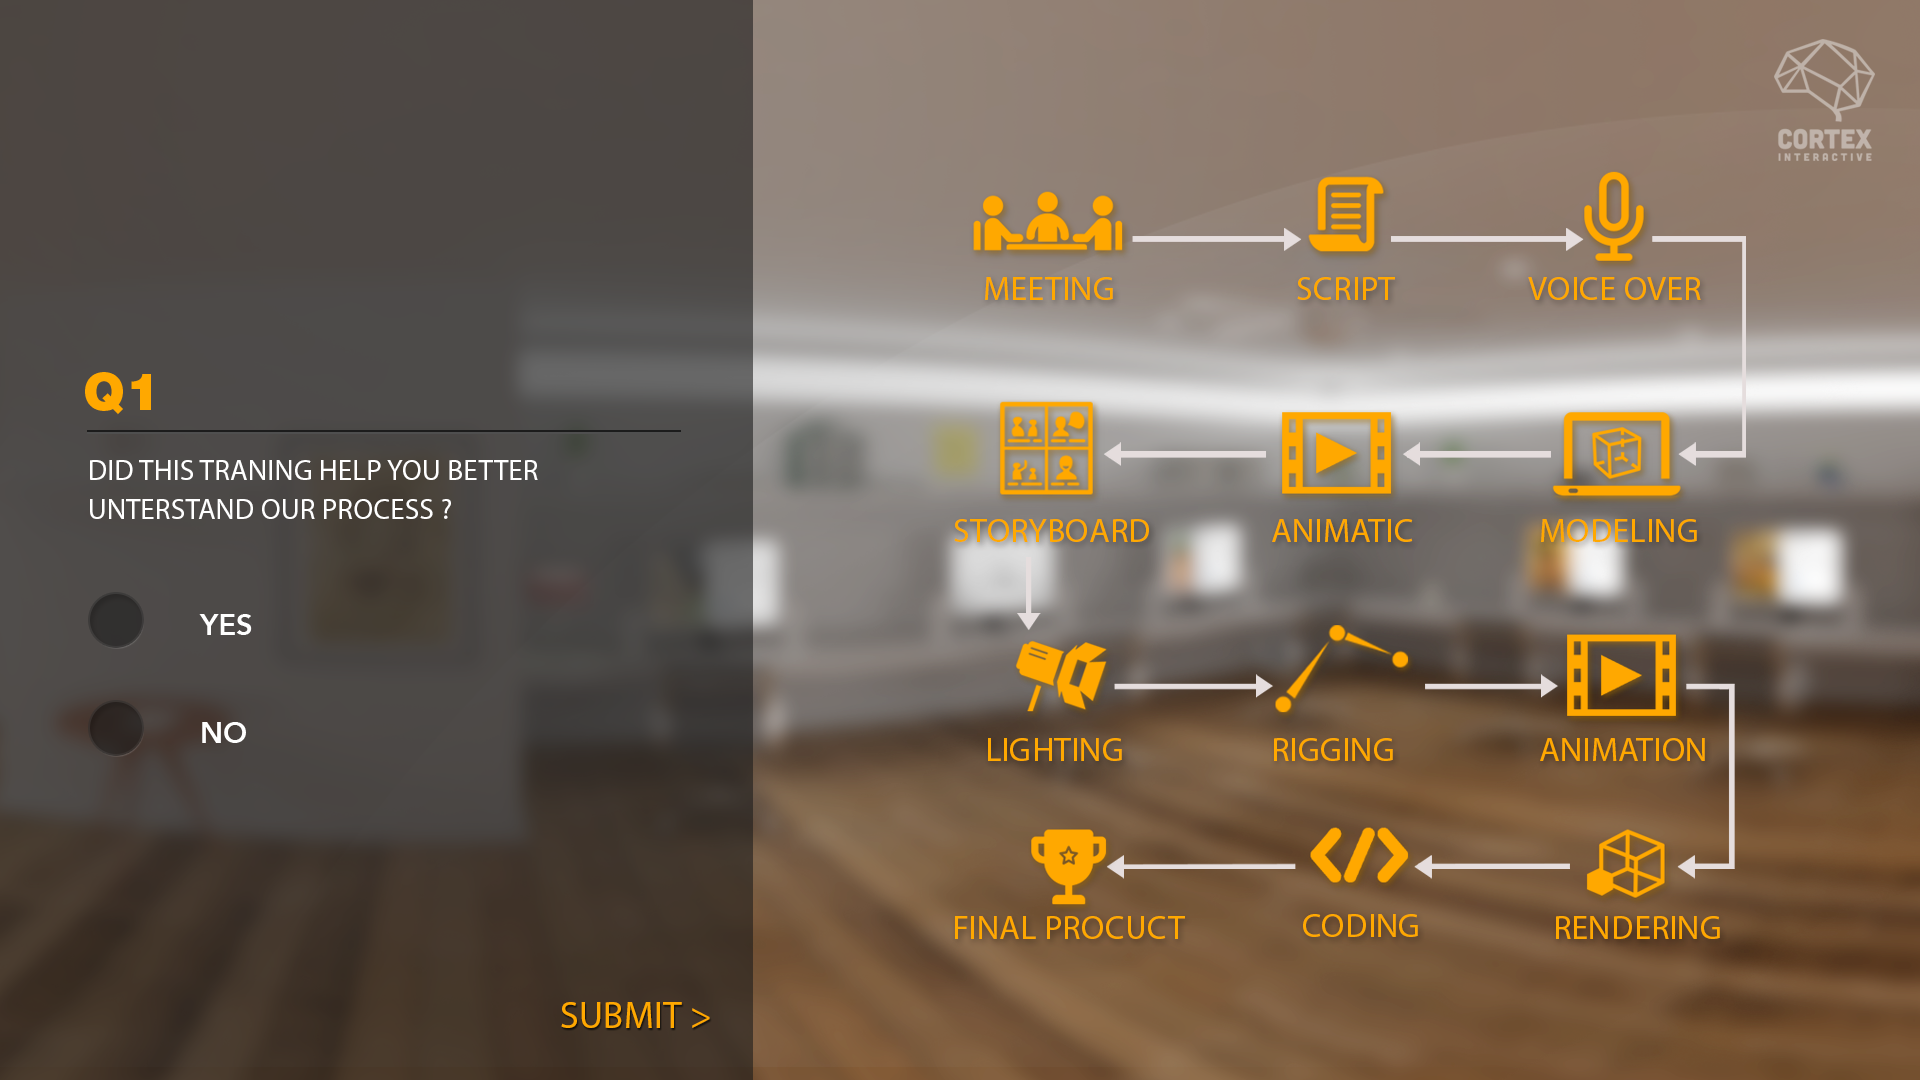 CORTEX
INTERACTIVE
Q1
DID THIS TRANING HELP YOU BETTER
UNTERSTAND OUR PROCESS ?
YES
NO
SUBMIT >
MEETING
SCRIPT
VOICE OVER
STORYBOARD
ANIMATIC
MODELING
LIGHTING
RIGGING
ANIMATION
FINAL PROCUCT
CODING
RENDERING